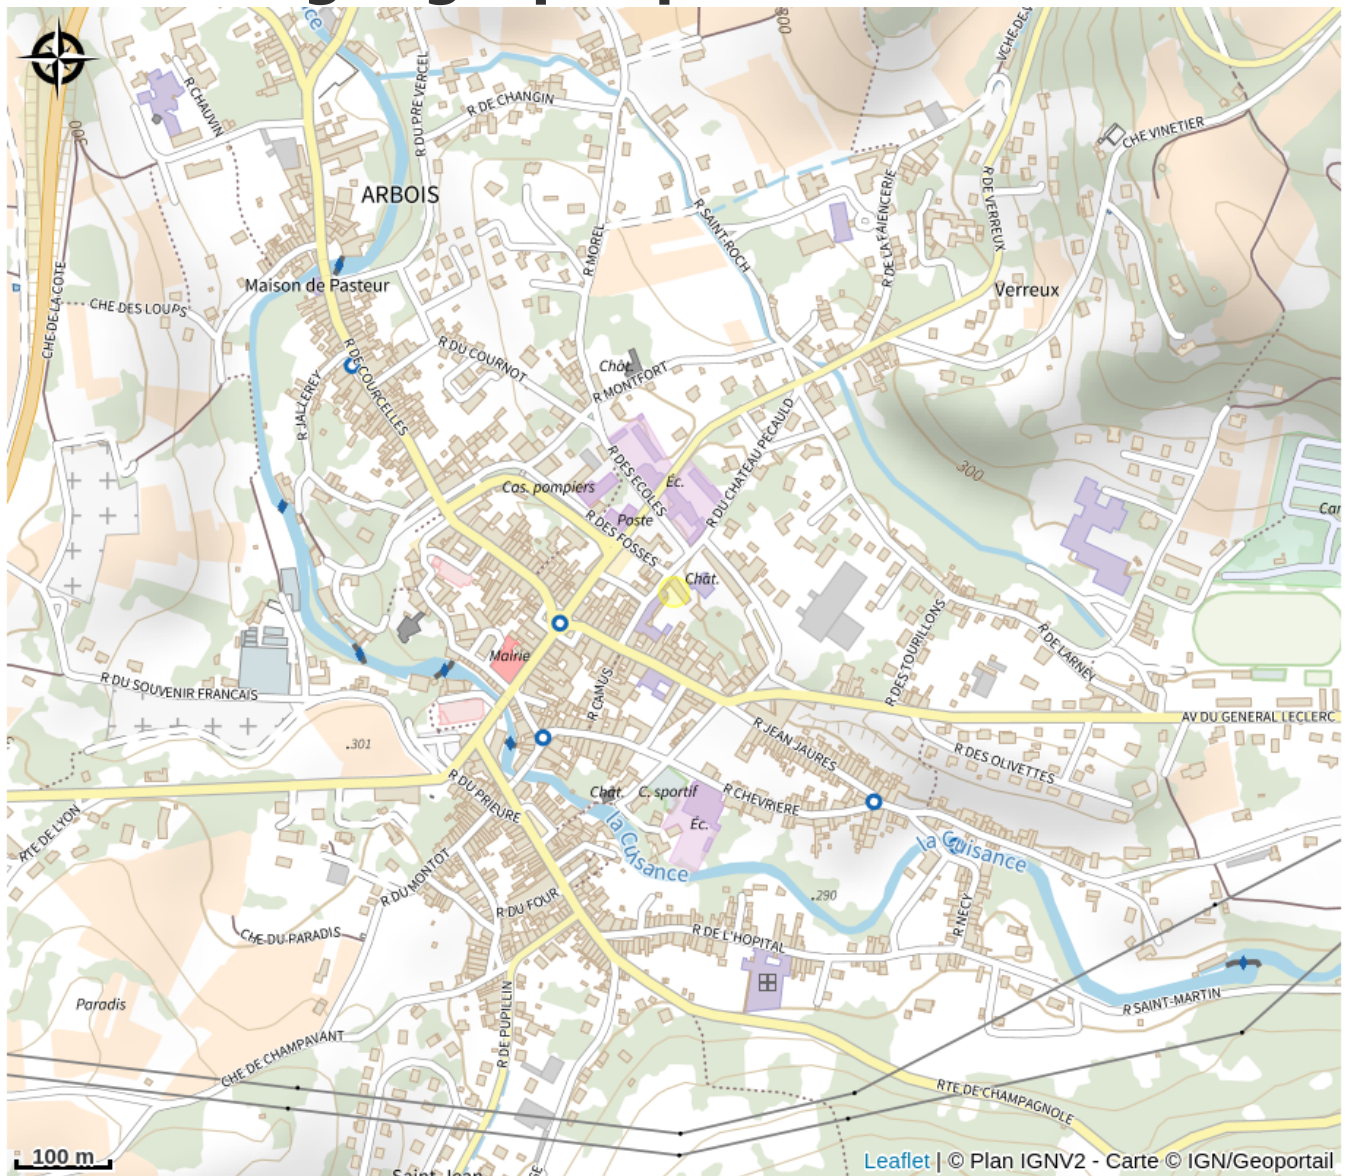 R CHAUVIN
R DU PRE VERCEL
R DE CHANGIN
300
ARBOIS
CHE VINETIER
R SAINT-ROCH
R MOREL
R DE LA FAIENCERIE
R DE VERREUX
Verreux
Maison de Pasteur
CHE DES LOUPS
CHE DE LA COTE
R DE COURCELLES
R JALLEREY
R DU COURNOT
Chât.
R MONTFORT
R DU CHATEAU PECAULD
R DES ECOLES
Éc.
Cas. pompiers
Poste
R DES FOSSES
Chât.
300
Mairie
R CAMUS
R DES TOURILLONS
R DE LARNEY
R DU SOUVENIR FRANCAIS
AV DU GENERAL LECLERC
.301
R JEAN JAURES
R DES OLIVETTES
R DU PRIEURE
Chât.
C. sportif
R CHEVRIERE
Éc.
RTE DE LYON
la Cuisance
la Cuisance
R DU MONTOT
R DU FOUR
.290
R NECY
R DE L'HOPITAL
CHE DU PARADIS
Paradis
R DE PUPILLIN
R SAINT-MARTIN
CHE DE CHAMPAVANT
RTE DE CHAMPAGNOLE
100 m
Leaflet | © Plan IGNV2 - Carte © IGN/Geoportail